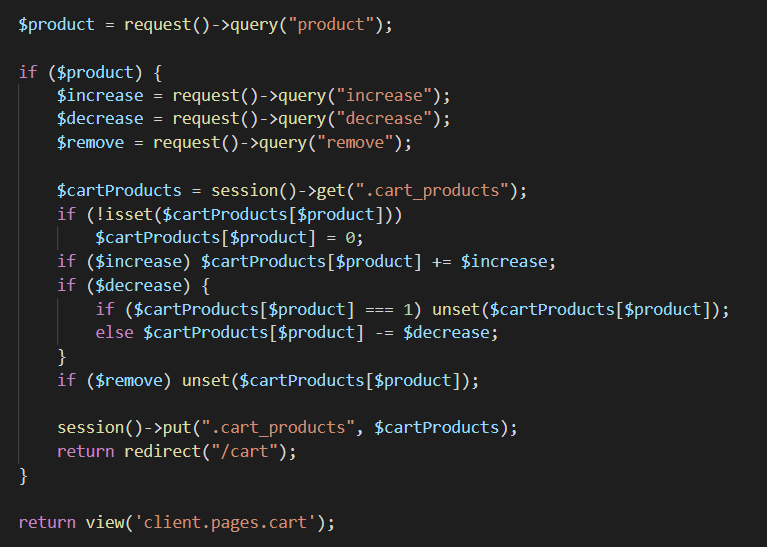 $product = request()->query("product");
if ($product) {
$increase = request()->query("increase");
$decrease = request()->query("decrease");
$remove = request()->query("remove");
$cartProducts = session()->get(".cart_products");
if (!isset($cartProducts[$product]))
$cartProducts[$product] = 0;
if ($increase) $cartProducts[$product] += $increase;
if ($decrease) {
if ($cartProducts[$product] === 1) unset($cartProducts[$product]);
else $cartProducts[$product] -= $decrease;
}
if ($remove) unset($cartProducts[$product]);
session()->put(".cart_products", $cartProducts);
return redirect("/cart");
}
return view('client.pages.cart');